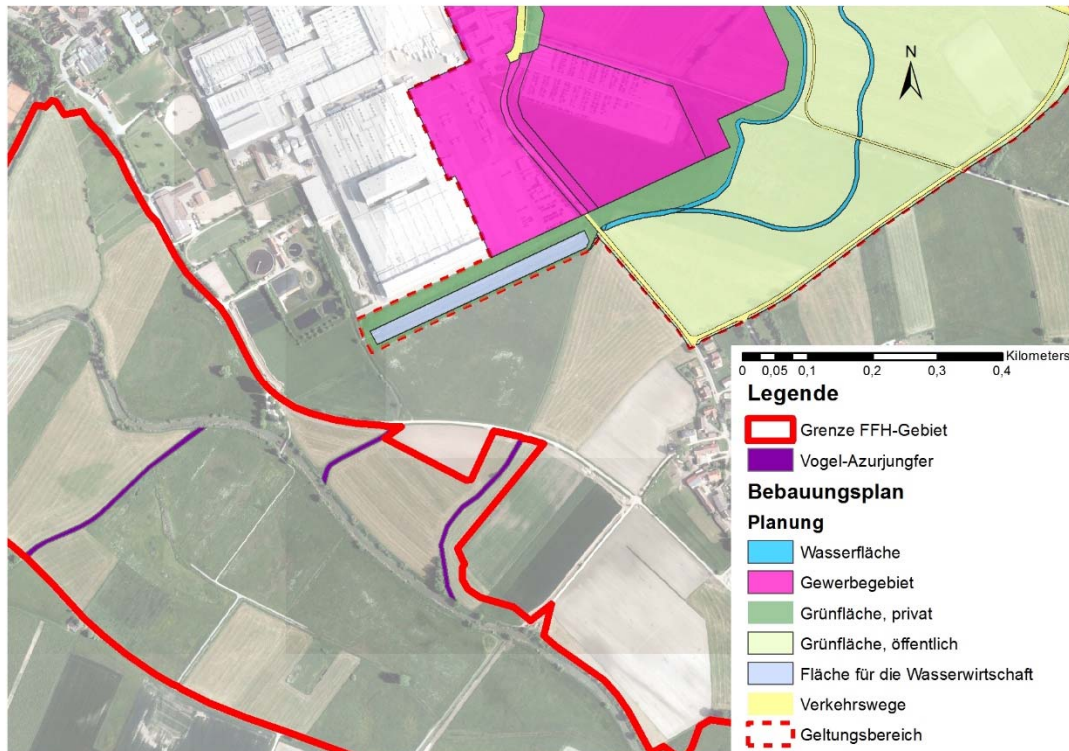 N
Kilometers
0 0,05 0,1 0,2 0,3 0,4
Legende
Grenze FFH-Gebiet
Vogel-Azurjungfer
Bebauungsplan
Planung
Wasserfläche
Gewerbegebiet
Grünfläche, privat
Grünfläche, öffentlich
Fläche für die Wasserwirtschaft
Verkehrswege
Geltungsbereich